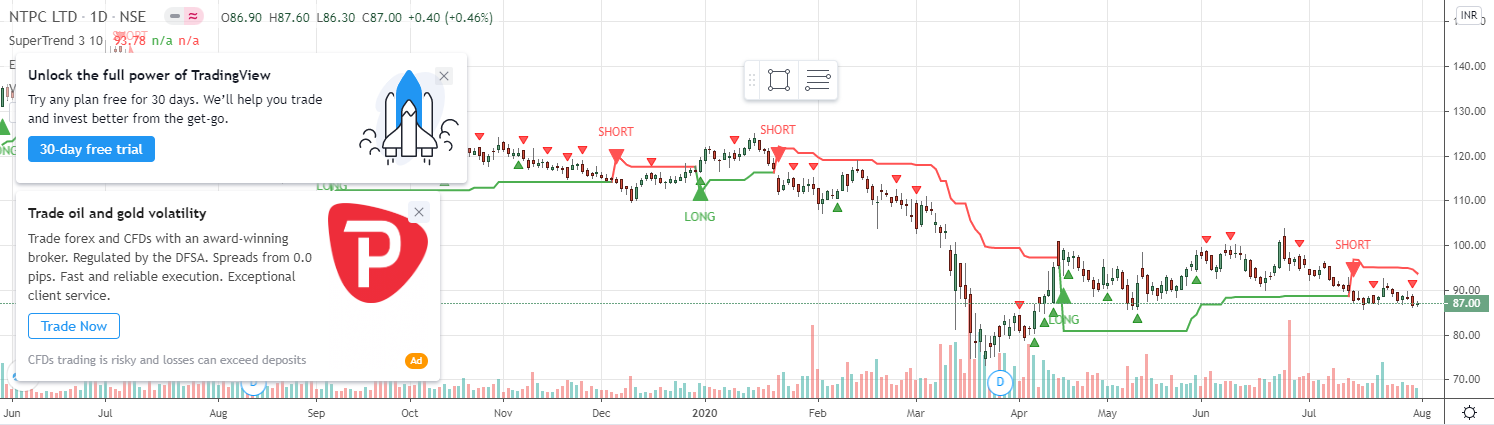 NTPC LTD · 1D · NSE O86.90 H87.60 L86.30 C87.00 +0.40 (+0.46%)
INR
SuperTrend 3 10 93.78 n/a n/a
SHORT
Unlock the full power of TradingView
Try any plan free for 30 days. We'll help you trade
and invest better from the get-go.
30-day free trial
Trade oil and gold volatility
Trade forex and CFDs with an award-winning
broker. Regulated by the DFSA. Spreads from 0.0
pips. Fast and reliable execution. Exceptional
client service.
Trade Now
CFDs trading is risky and losses can exceed deposits
Ad
P
LONG
SHORT
LONG
SHORT
LONG
SHORT
D
140.00
130.00
120.00
110.00
100.00
90.00
87.00
80.00
70.00
Jun Jul Aug Sep Oct Nov Dec 2020 Feb Mar Apr May Jun Jul Aug